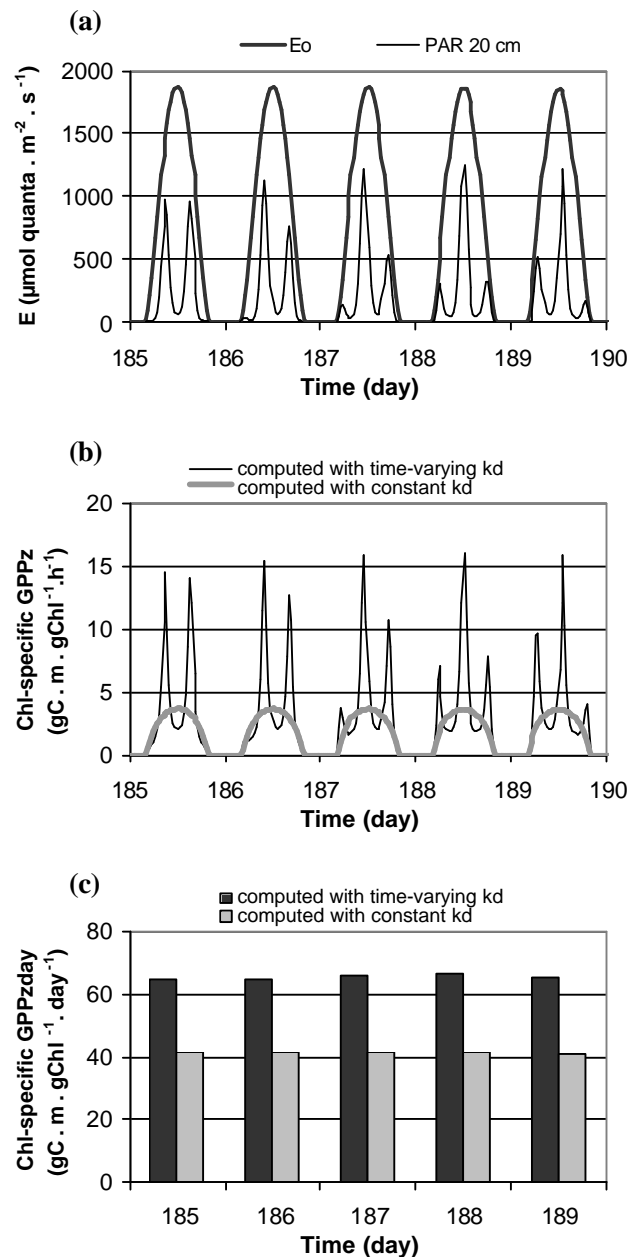 (a)
Eo PAR 20 cm
E (µmol quanta . m⁻² . s⁻¹)
2000
1500
1000
500
0
185 186 187 188 189 190
Time (day)
(b)
computed with time-varying kd
computed with constant kd
Chl-specific GPPz
(gC . m . gChl⁻¹.h⁻¹)
20
15
10
5
0
185 186 187 188 189 190
Time (day)
(c)
computed with time-varying kd
computed with constant kd
Chl-specific GPPzday
(gC . m . gChl⁻¹ . day⁻¹)
80
60
40
20
0
185 186 187 188 189
Time (day)